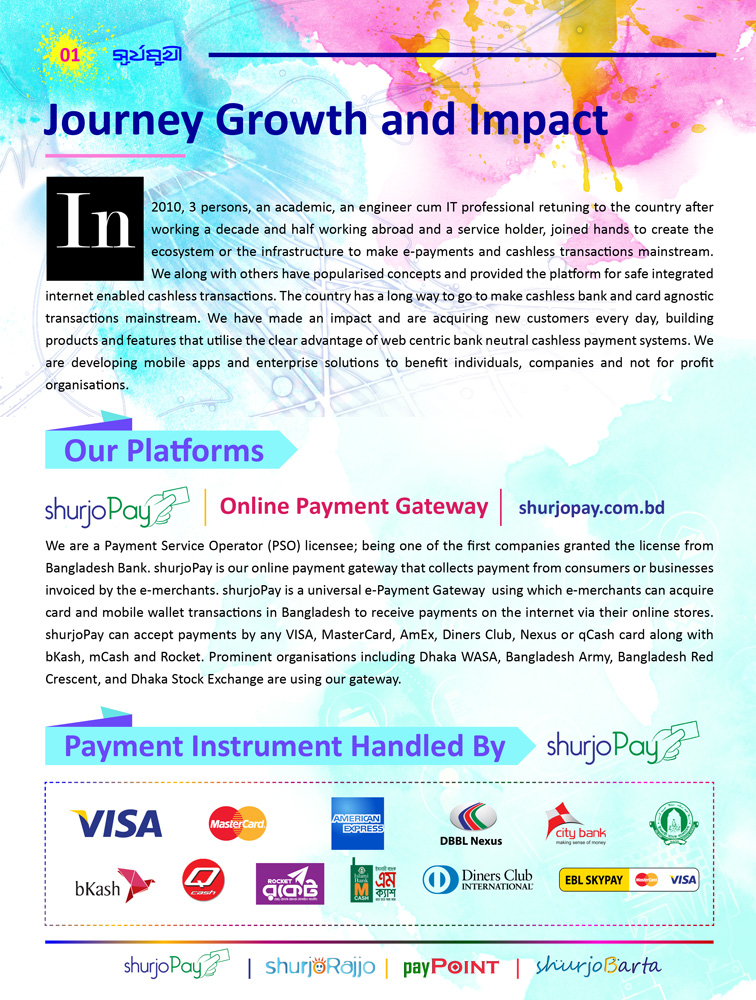 01 সূর্যমুখী
Journey Growth and Impact
In 2010, 3 persons, an academic, an engineer cum IT professional retuning to the country after
working a decade and half working abroad and a service holder, joined hands to create the
ecosystem or the infrastructure to make e-payments and cashless transactions mainstream.
We along with others have popularised concepts and provided the platform for safe integrated
internet enabled cashless transactions. The country has a long way to go to make cashless bank and card agnostic
transactions mainstream. We have made an impact and are acquiring new customers every day, building
products and features that utilise the clear advantage of web centric bank neutral cashless payment systems. We
are developing mobile apps and enterprise solutions to benefit individuals, companies and not for profit
organisations.
Our Platforms
shurjoPay | Online Payment Gateway | shurjopay.com.bd
We are a Payment Service Operator (PSO) licensee; being one of the first companies granted the license from
Bangladesh Bank. shurjoPay is our online payment gateway that collects payment from consumers or businesses
invoiced by the e-merchants. shurjoPay is a universal e-Payment Gateway using which e-merchants can acquire
card and mobile wallet transactions in Bangladesh to receive payments on the internet via their online stores.
shurjoPay can accept payments by any VISA, MasterCard, AmEx, Diners Club, Nexus or qCash card along with
bKash, mCash and Rocket. Prominent organisations including Dhaka WASA, Bangladesh Army, Bangladesh Red
Crescent, and Dhaka Stock Exchange are using our gateway.
Payment Instrument Handled By shurjoPay
VISA MasterCard AMERICAN EXPRESS DBBL Nexus city bank
making sense of money
bKash Q cash ROCKET রকেট Islami Bank M CASH এম ক্যাশ Diners Club INTERNATIONAL EBL SKYPAY MasterCard VISA
shurjoPay | shurjoRajjo | payPOINT | shurjoBarta